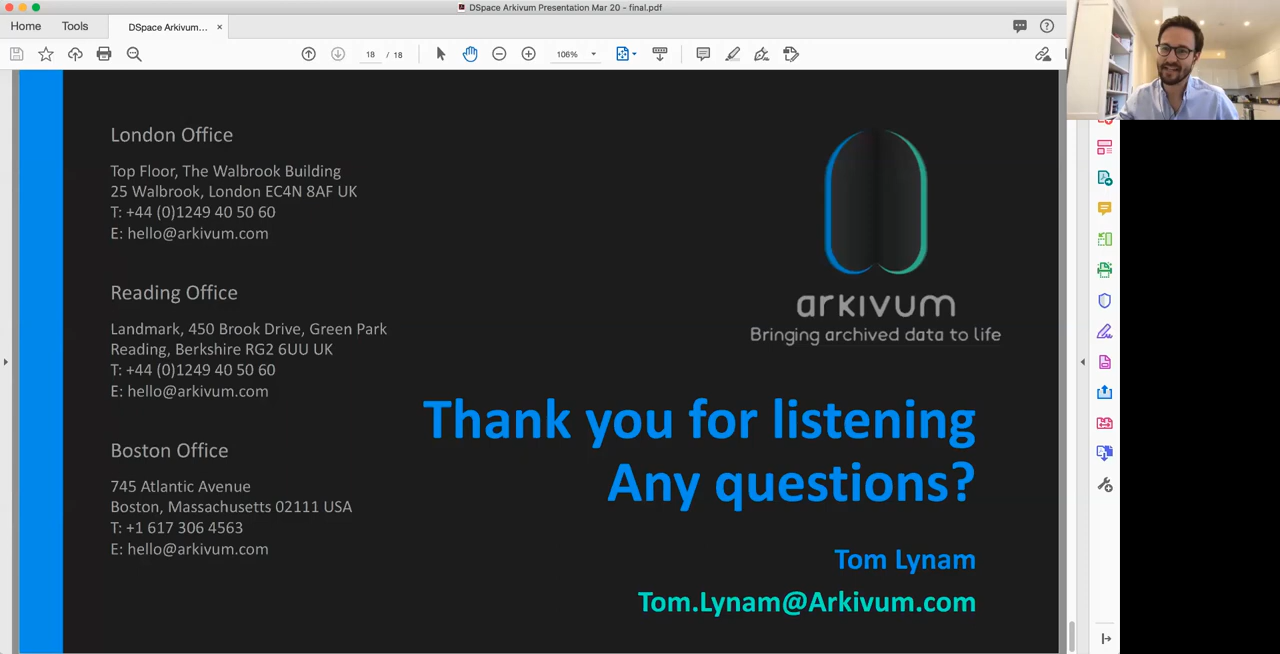 DSpace Arkivum Presentation Mar 20 - final.pdf
Home
Tools
DSpace Arkivum...
18 / 18
106%
London Office
Top Floor, The Walbrook Building
25 Walbrook, London EC4N 8AF UK
T: +44 (0)1249 40 50 60
E: hello@arkivum.com
Reading Office
Landmark, 450 Brook Drive, Green Park
Reading, Berkshire RG2 6UU UK
T: +44 (0)1249 40 50 60
E: hello@arkivum.com
Boston Office
745 Atlantic Avenue
Boston, Massachusetts 02111 USA
T: +1 617 306 4563
E: hello@arkivum.com
arkivum
Bringing archived data to life
Thank you for listening
Any questions?
Tom Lynam
Tom.Lynam@Arkivum.com